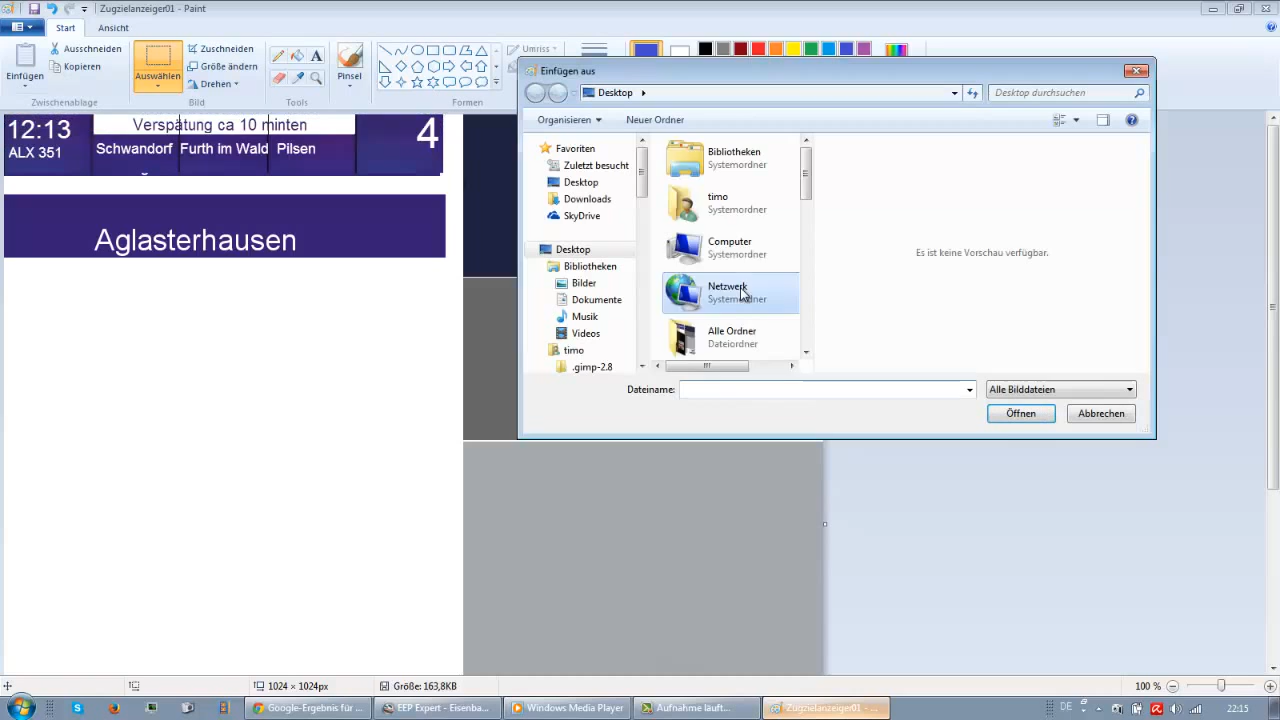 Zugzielanzeiger01 - Paint
Start
Ansicht
Einfügen
Ausschneiden
Kopieren
Zwischenablage
Auswählen
Zuschneiden
Größe ändern
Drehen
Bild
A
Tools
Pinsel
Umriss
Formen
12:13
ALX 351
Verspätung ca 10 minten
Schwandorf Furth im Wald Pilsen
4
Aglasterhausen
Einfügen aus
Desktop
Desktop durchsuchen
Organisieren
Neuer Ordner
Favoriten
Zuletzt besucht
Desktop
Downloads
SkyDrive
Desktop
Bibliotheken
Bilder
Dokumente
Musik
Videos
timo
.gimp-2.8
Bibliotheken
Systemordner
timo
Systemordner
Computer
Systemordner
Netzwerk
Systemordner
Alle Ordner
Dateiordner
Es ist keine Vorschau verfügbar.
Dateiname:
Alle Bilddateien
Öffnen
Abbrechen
1024 × 1024px
Größe: 163,8KB
100 %
Google-Ergebnis für ...
EEP Expert - Eisenba...
Windows Media Player
Aufnahme läuft...
Zugzielanzeiger01 - ...
DE
22:15